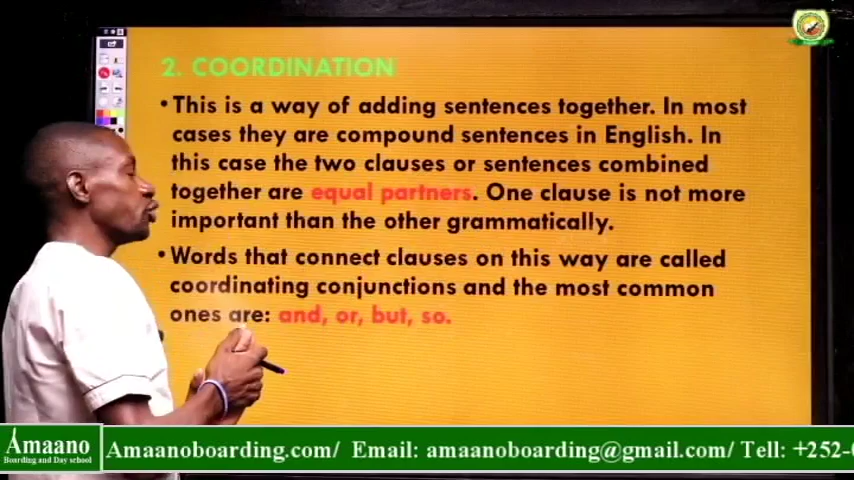 2. COORDINATION
• This is a way of adding sentences together. In most
cases they are compound sentences in English. In
this case the two clauses or sentences combined
together are equal partners. One clause is not more
important than the other grammatically.
• Words that connect clauses on this way are called
coordinating conjunctions and the most common
ones are: and, or, but, so.
Amaano
Boarding and Day school
Amaanoboarding.com/ Email: amaanoboarding@gmail.com/ Tell: +252-